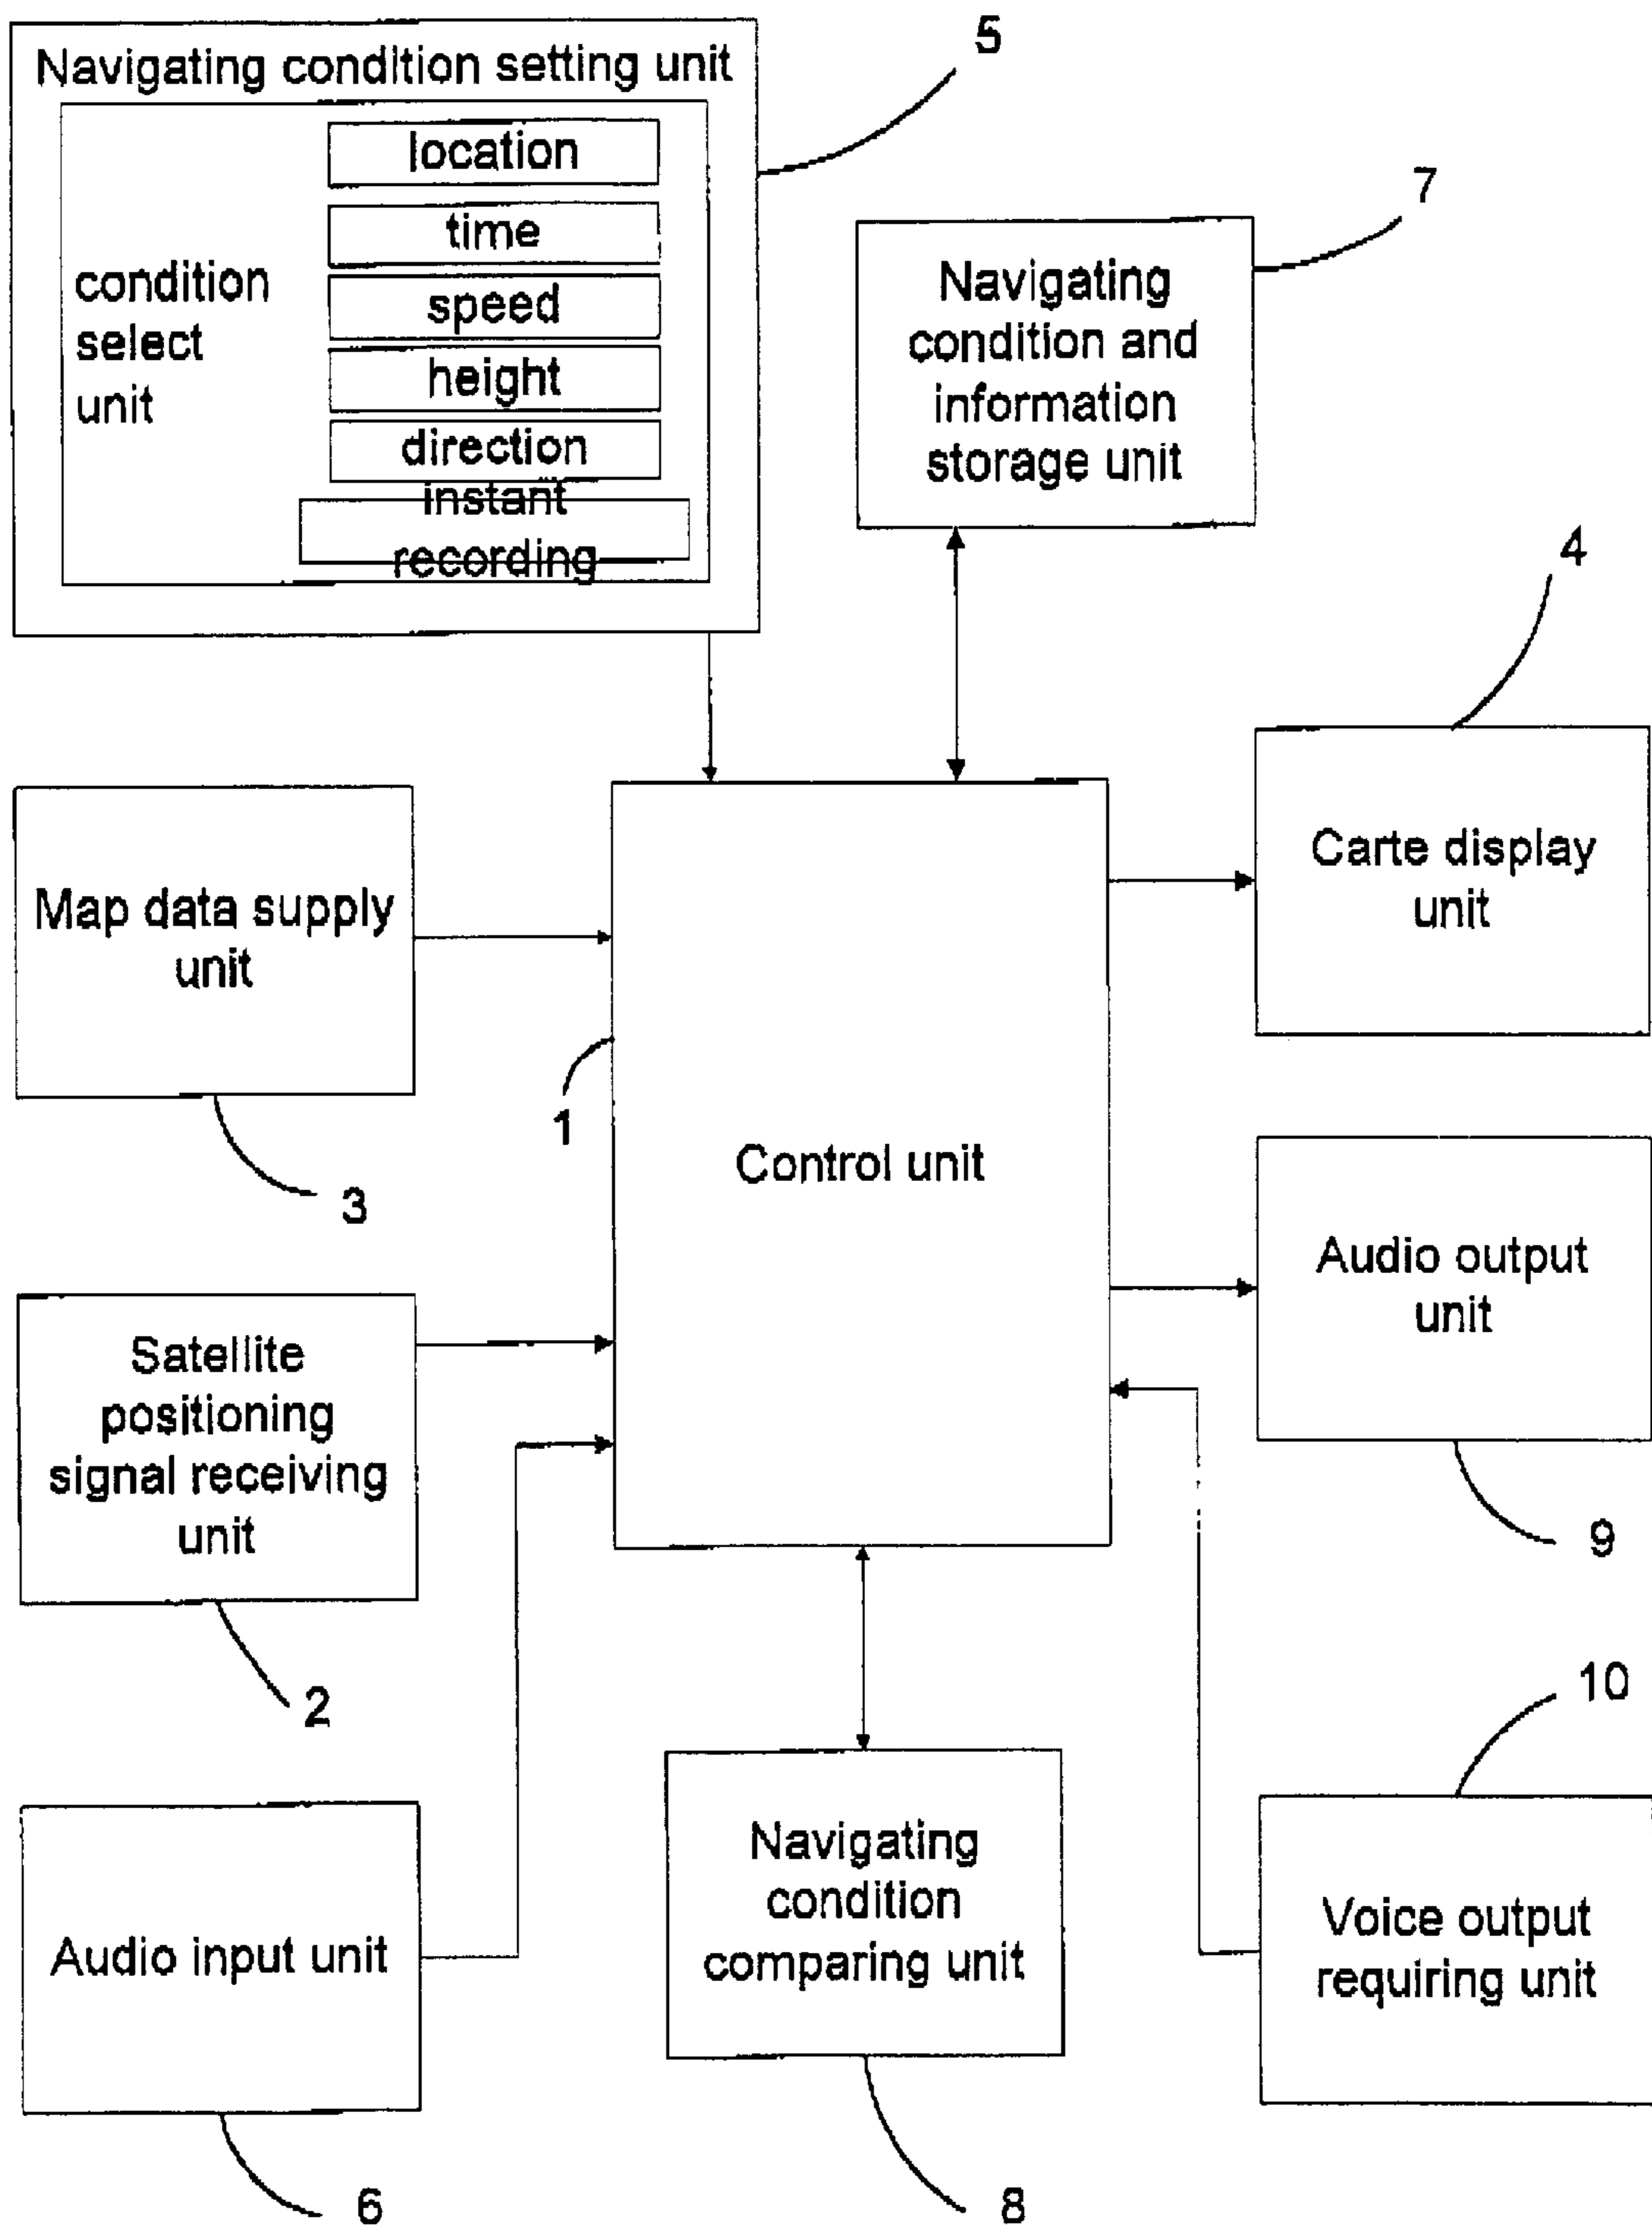 5
Navigating condition setting unit
location
time
speed
height
direction
instant
recording
condition
select
unit
7
Navigating
condition and
information
storage unit
4
Carte display
unit
Map data supply
unit
3
1
Control unit
Audio output
unit
9
Satellite
positioning
signal receiving
unit
2
10
Voice output
requiring unit
Navigating
condition
comparing unit
8
Audio input unit
6